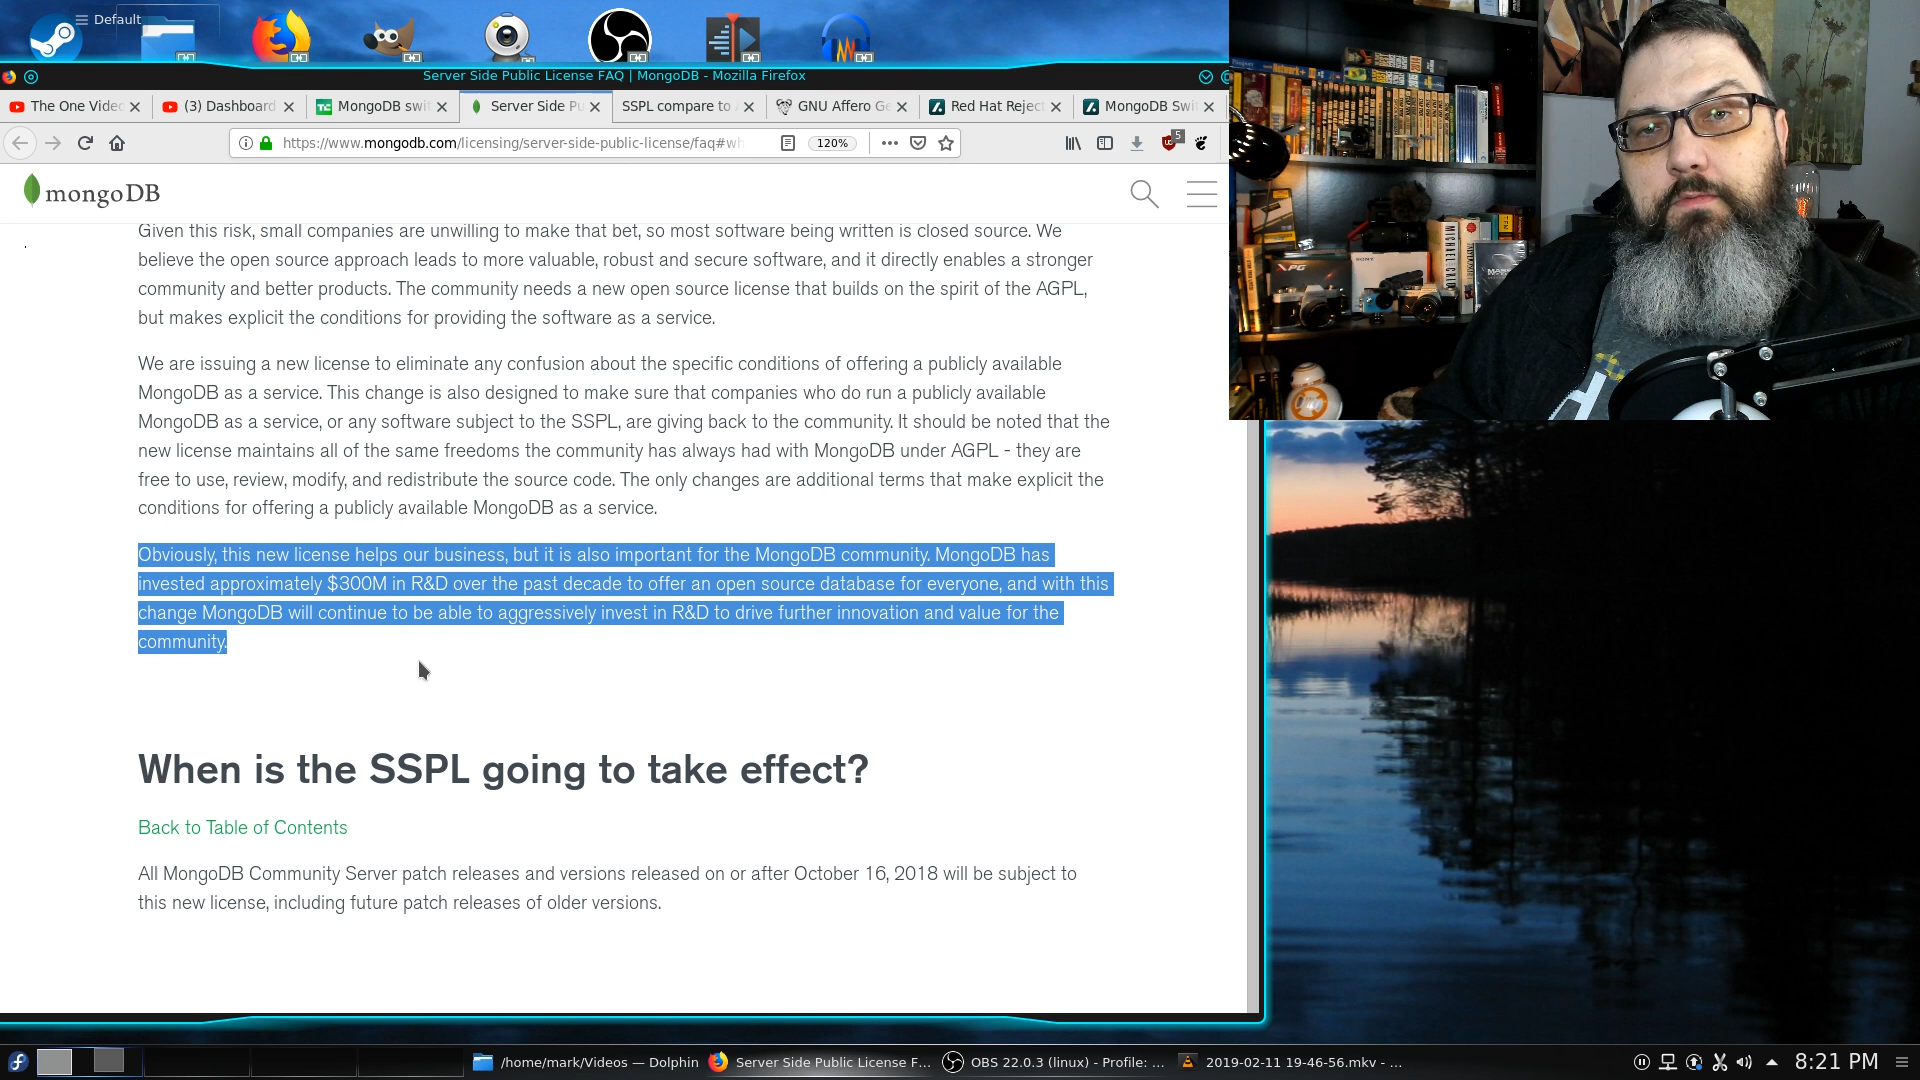 Default
Server Side Public License FAQ | MongoDB - Mozilla Firefox
The One Video
(3) Dashboard
MongoDB swit
Server Side Pu
SSPL compare to A
GNU Affero Ge
Red Hat Reject
MongoDB Swit
https://www.mongodb.com/licensing/server-side-public-license/faq#wh
120%
5
mongoDB
Given this risk, small companies are unwilling to make that bet, so most software being written is closed source. We
believe the open source approach leads to more valuable, robust and secure software, and it directly enables a stronger
community and better products. The community needs a new open source license that builds on the spirit of the AGPL,
but makes explicit the conditions for providing the software as a service.
We are issuing a new license to eliminate any confusion about the specific conditions of offering a publicly available
MongoDB as a service. This change is also designed to make sure that companies who do run a publicly available
MongoDB as a service, or any software subject to the SSPL, are giving back to the community. It should be noted that the
new license maintains all of the same freedoms the community has always had with MongoDB under AGPL - they are
free to use, review, modify, and redistribute the source code. The only changes are additional terms that make explicit the
conditions for offering a publicly available MongoDB as a service.
Obviously, this new license helps our business, but it is also important for the MongoDB community. MongoDB has
invested approximately $300M in R&D over the past decade to offer an open source database for everyone, and with this
change MongoDB will continue to be able to aggressively invest in R&D to drive further innovation and value for the
community.
When is the SSPL going to take effect?
Back to Table of Contents
All MongoDB Community Server patch releases and versions released on or after October 16, 2018 will be subject to
this new license, including future patch releases of older versions.
Network+
XPG
SONY
/home/mark/Videos — Dolphin
Server Side Public License F...
OBS 22.0.3 (linux) - Profile: ...
2019-02-11 19-46-56.mkv - ...
8:21 PM